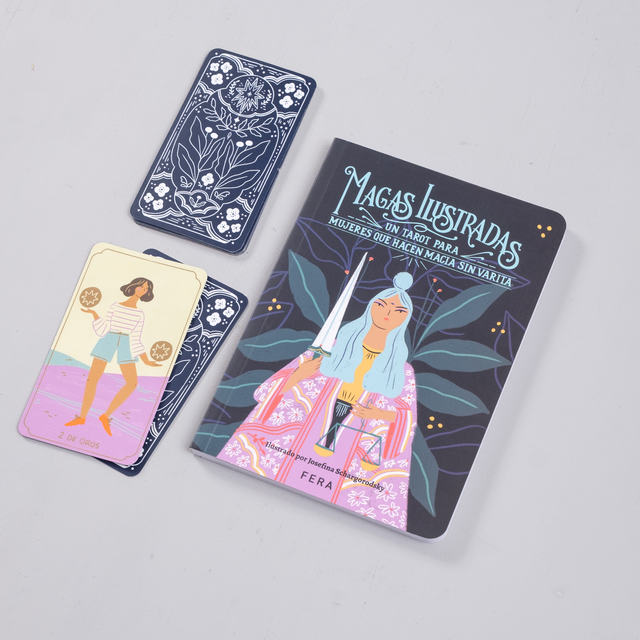 MAGAS ILUSTRADAS
UN TAROT PARA
MUJERES QUE HACEN MAGIA SIN VARITA
Ilustrado por Josefina Schargorodsky
FERA
2 DE OROS